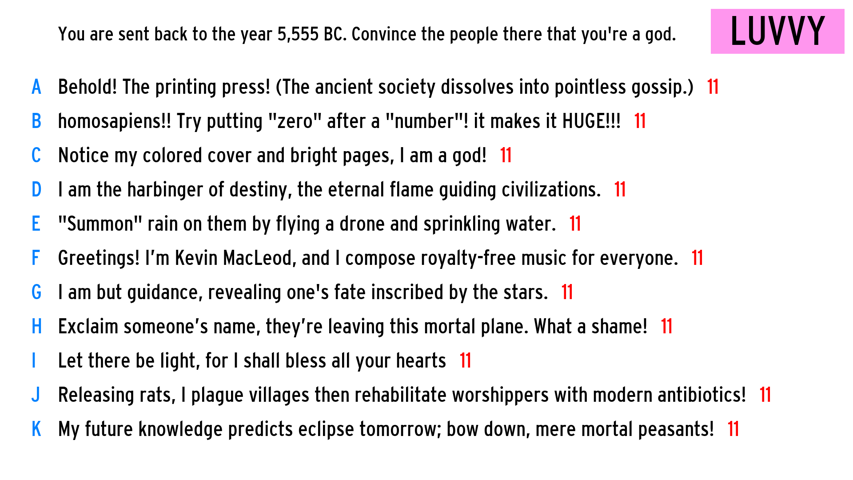 You are sent back to the year 5,555 BC. Convince the people there that you're a god.
LUVVY
A Behold! The printing press! (The ancient society dissolves into pointless gossip.) 11
B homosapiens!! Try putting "zero" after a "number"! it makes it HUGE!!! 11
C Notice my colored cover and bright pages, I am a god! 11
D I am the harbinger of destiny, the eternal flame guiding civilizations. 11
E "Summon" rain on them by flying a drone and sprinkling water. 11
F Greetings! I’m Kevin MacLeod, and I compose royalty-free music for everyone. 11
G I am but guidance, revealing one's fate inscribed by the stars. 11
H Exclaim someone’s name, they’re leaving this mortal plane. What a shame! 11
I Let there be light, for I shall bless all your hearts 11
J Releasing rats, I plague villages then rehabilitate worshippers with modern antibiotics! 11
K My future knowledge predicts eclipse tomorrow; bow down, mere mortal peasants! 11